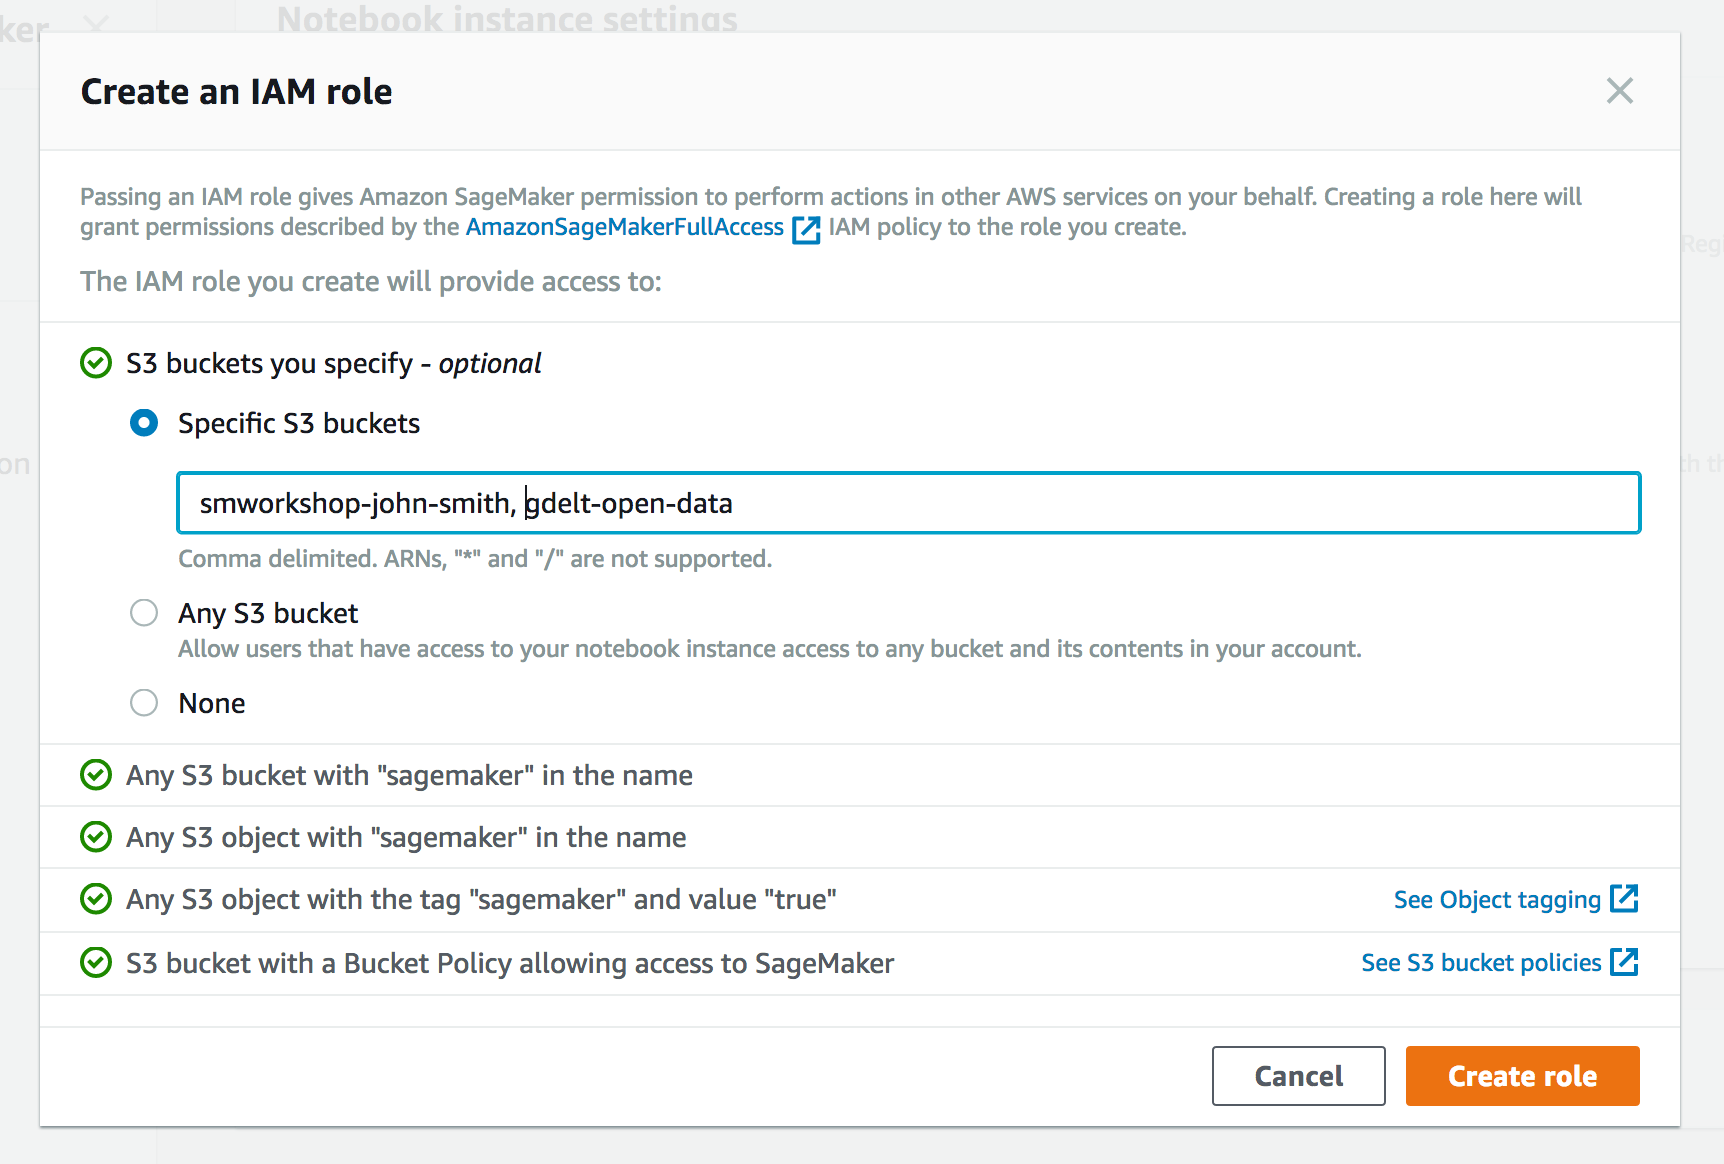 ker
Notebook instance settings
Create an IAM role
Passing an IAM role gives Amazon SageMaker permission to perform actions in other AWS services on your behalf. Creating a role here will
grant permissions described by the AmazonSageMakerFullAccess IAM policy to the role you create.
Regi
The IAM role you create will provide access to:
S3 buckets you specify - optional
Specific S3 buckets
on
th th
smworkshop-john-smith, gdelt-open-data
Comma delimited. ARNs, "*" and "/" are not supported.
Any S3 bucket
Allow users that have access to your notebook instance access to any bucket and its contents in your account.
None
Any S3 bucket with "sagemaker" in the name
Any S3 object with "sagemaker" in the name
Any S3 object with the tag "sagemaker" and value "true"
See Object tagging
S3 bucket with a Bucket Policy allowing access to SageMaker
See S3 bucket policies
Cancel
Create role